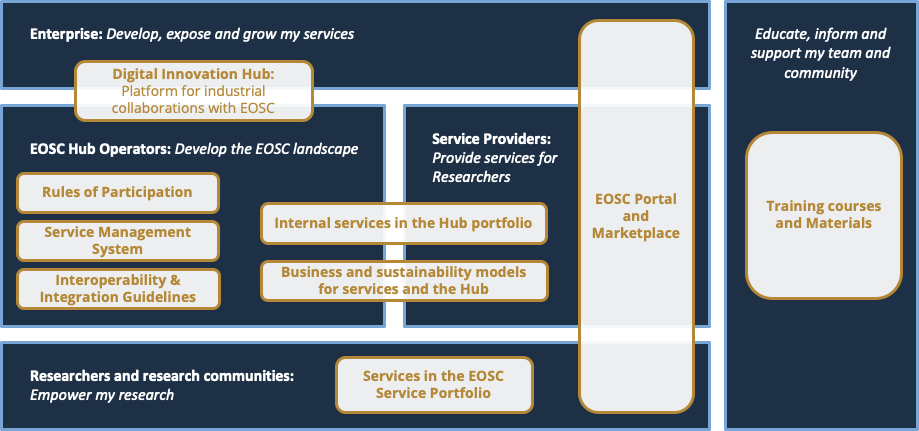 Enterprise: Develop, expose and grow my services
Digital Innovation Hub:
Platform for industrial
collaborations with EOSC
EOSC Hub Operators: Develop the EOSC landscape
Rules of Participation
Service Management
System
Interoperability &
Integration Guidelines
Service Providers:
Provide services for
Researchers
Internal services in the Hub portfolio
Business and sustainability models
for services and the Hub
EOSC Portal
and
Marketplace
Researchers and research communities:
Empower my research
Services in the EOSC
Service Portfolio
Educate, inform and
support my team and
community
Training courses
and Materials